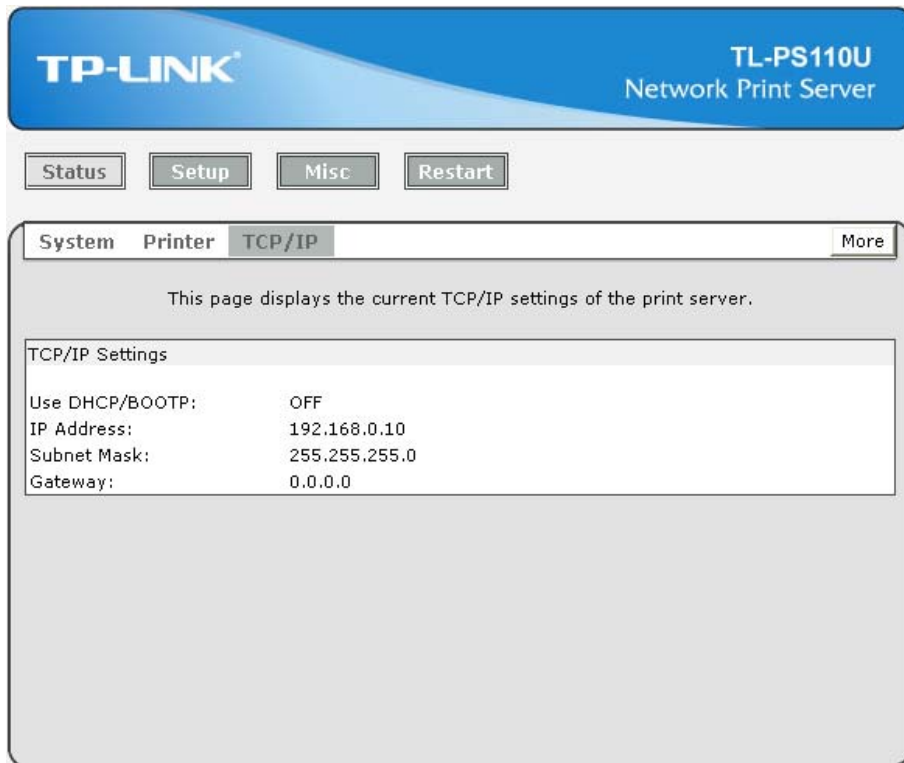 TP-LINK
TL-PS110U
Network Print Server
Status Setup Misc Restart
System Printer TCP/IP More
This page displays the current TCP/IP settings of the print server.
TCP/IP Settings
Use DHCP/BOOTP: OFF
IP Address: 192.168.0.10
Subnet Mask: 255.255.255.0
Gateway: 0.0.0.0